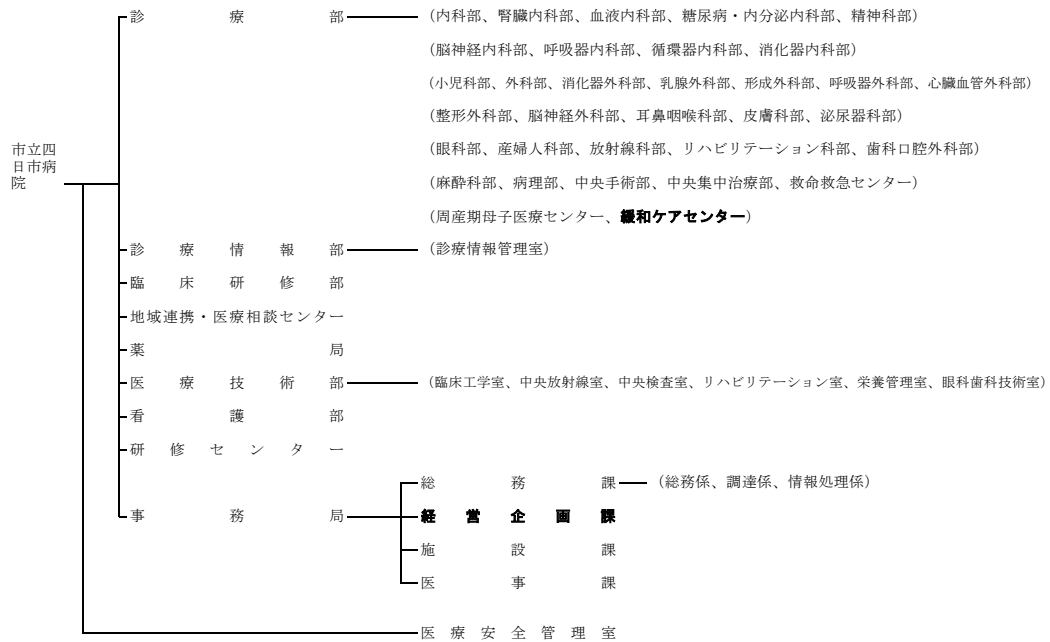 診療部 (内科部、腎臓内科部、血液内科部、糖尿病・内分泌内科部、精神科部)
(脳神経内科部、呼吸器内科部、循環器内科部、消化器内科部)
(小児科部、外科部、消化器外科部、乳腺外科部、形成外科部、呼吸器外科部、心臓血管外科部)
(整形外科部、脳神経外科部、耳鼻咽喉科部、皮膚科部、泌尿器科部)
市立四
日市病
院
(眼科部、産婦人科部、放射線科部、リハビリテーション科部、歯科口腔外科部)
(麻酔科部、病理部、中央手術部、中央集中治療部、救命救急センター)
(周産期母子医療センター、緩和ケアセンター)
診療情報部 (診療情報管理室)
臨床研修部
地域連携・医療相談センター
薬局
医療技術部 (臨床工学室、中央放射線室、中央検査室、リハビリテーション室、栄養管理室、眼科歯科技術室)
看護部
研修センター
総務課 (総務係、調達係、情報処理係)
事務局 経営企画課
施設課
医事課
医療安全管理室